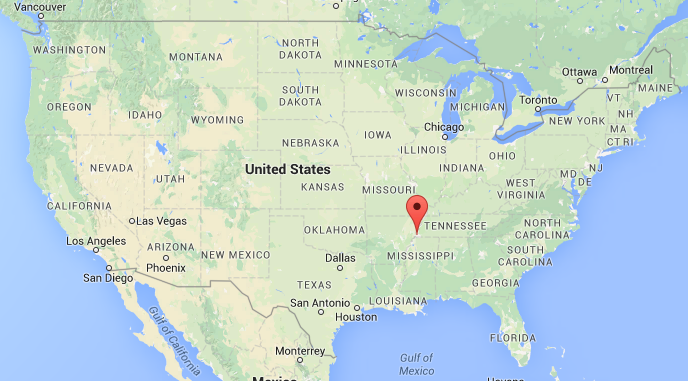 Vancouver
WASHINGTON
MONTANA
NORTH
DAKOTA
MINNESOTA
Ottawa
Montreal
MAINE
OREGON
IDAHO
WYOMING
SOUTH
DAKOTA
WISCONSIN
MICHIGAN
Toronto
VT
NH
NEW YORK
MA
CT RI
IOWA
Chicago
NEBRASKA
ILLINOIS
INDIANA
OHIO
NJ
MD
DE
NEVADA
UTAH
United States
KANSAS
MISSOURI
WEST
VIRGINIA
CALIFORNIA
Las Vegas
TENNESSEE
NORTH
CAROLINA
Los Angeles
ARIZONA
NEW MEXICO
OKLAHOMA
MISSISSIPPI
SOUTH
CAROLINA
San Diego
Phoenix
Dallas
TEXAS
GEORGIA
San Antonio
LOUISIANA
Houston
Gulf of California
FLORIDA
Monterrey
Gulf of
Mexico
Mexico